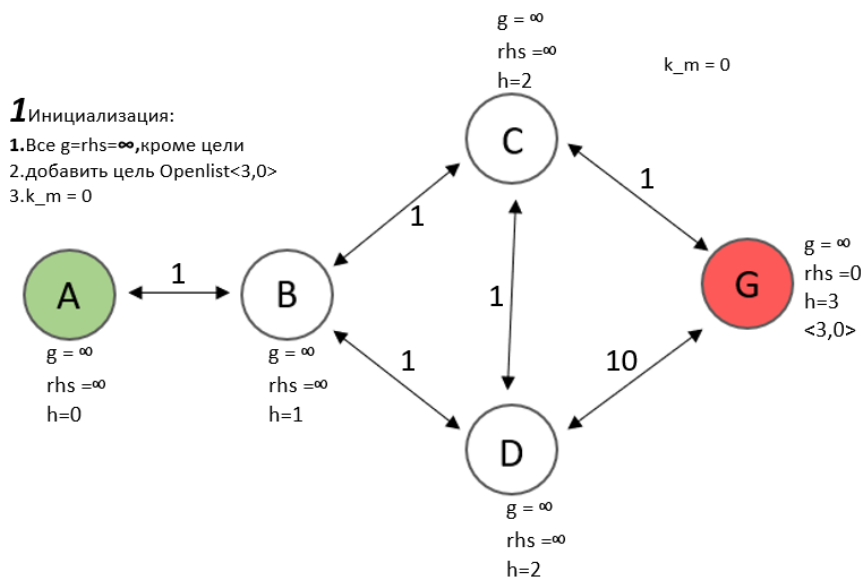 g = ∞
rhs =∞
h=2
k_m = 0
1Инициализация:
1.Все g=rhs=∞,кроме цели
2.добавить цель Openlist<3,0>
3.k_m = 0
C
1
1
A
1
B
1
G
g = ∞
rhs =0
h=3
<3,0>
g = ∞
rhs =∞
h=0
g = ∞
rhs =∞
h=1
1
10
D
g = ∞
rhs =∞
h=2